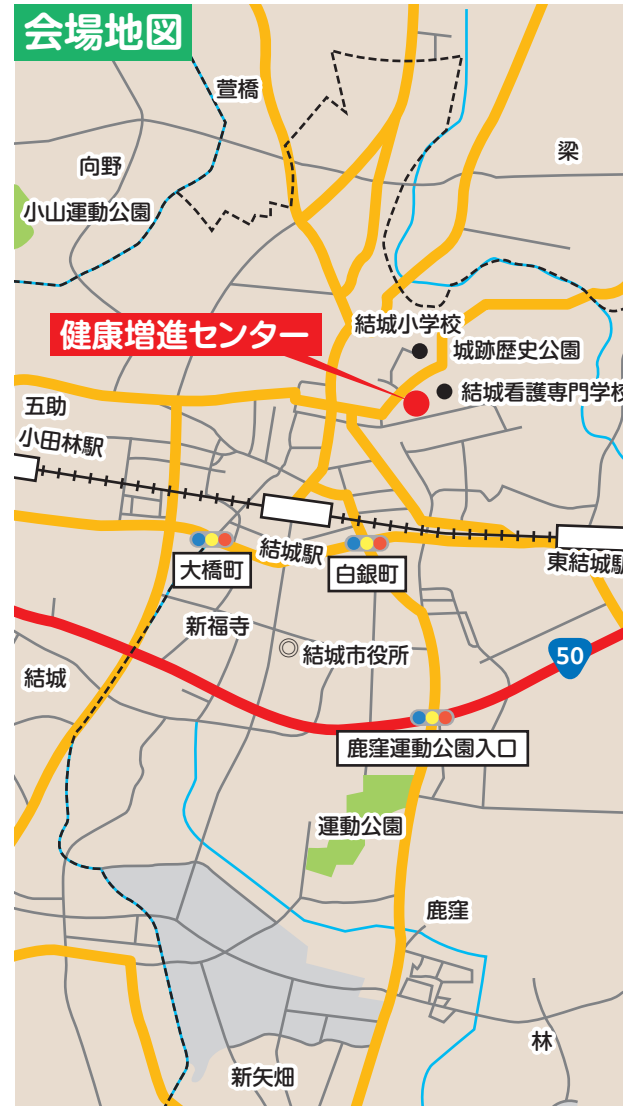 会場地図
萱橋
向野
梁
小山運動公園
健康増進センター
結城小学校
城跡歴史公園
結城看護専門学校
五助
小田林駅
結城駅
大橋町
白銀町
東結城駅
新福寺
結城市役所
50
結城
鹿窪運動公園入口
運動公園
鹿窪
林
新矢畑